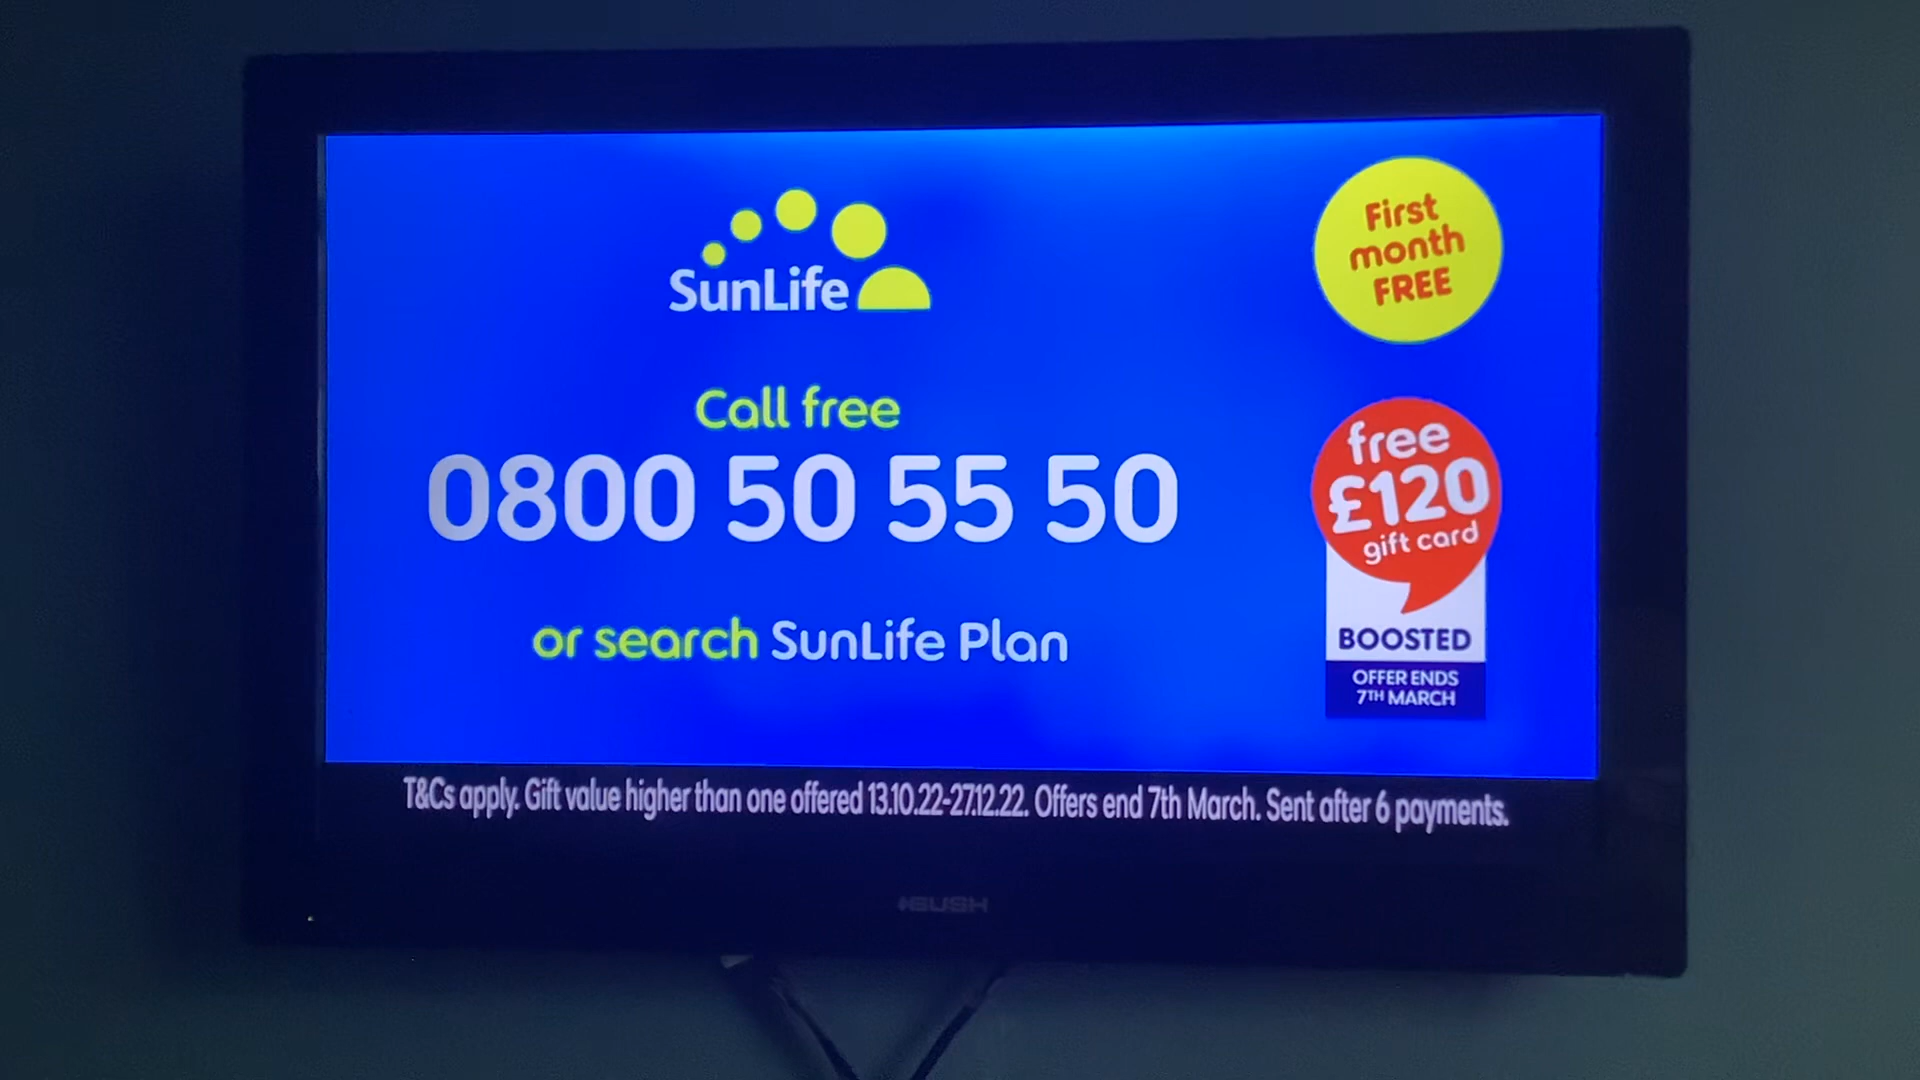 SunLife
Call free
0800 50 55 50
or search SunLife Plan
First
month
FREE
free
£120
gift card
BOOSTED
OFFER ENDS
7TH MARCH
T&Cs apply. Gift value higher than one offered 13.10.22-27.12.22. Offers end 7th March. Sent after 6 payments.
BUSH